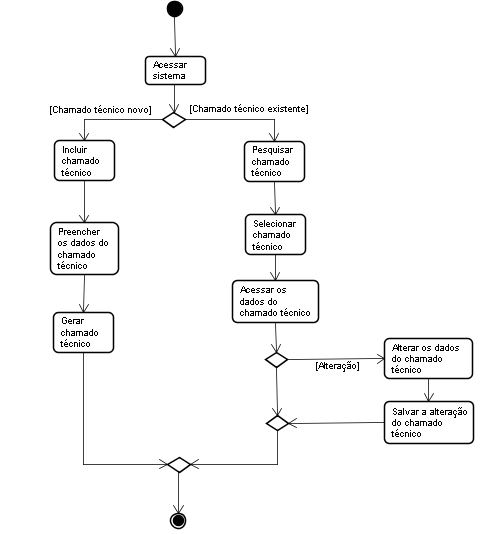 Acessar
sistema
[Chamado técnico novo]
[Chamado técnico existente]
Incluir
chamado
técnico
Pesquisar
chamado
técnico
Preencher
os dados do
chamado
técnico
Selecionar
chamado
técnico
Gerar
chamado
técnico
Acessar os
dados do
chamado técnico
[Alteração]
Alterar os dados
do chamado
técnico
Salvar a alteração
do chamado
técnico